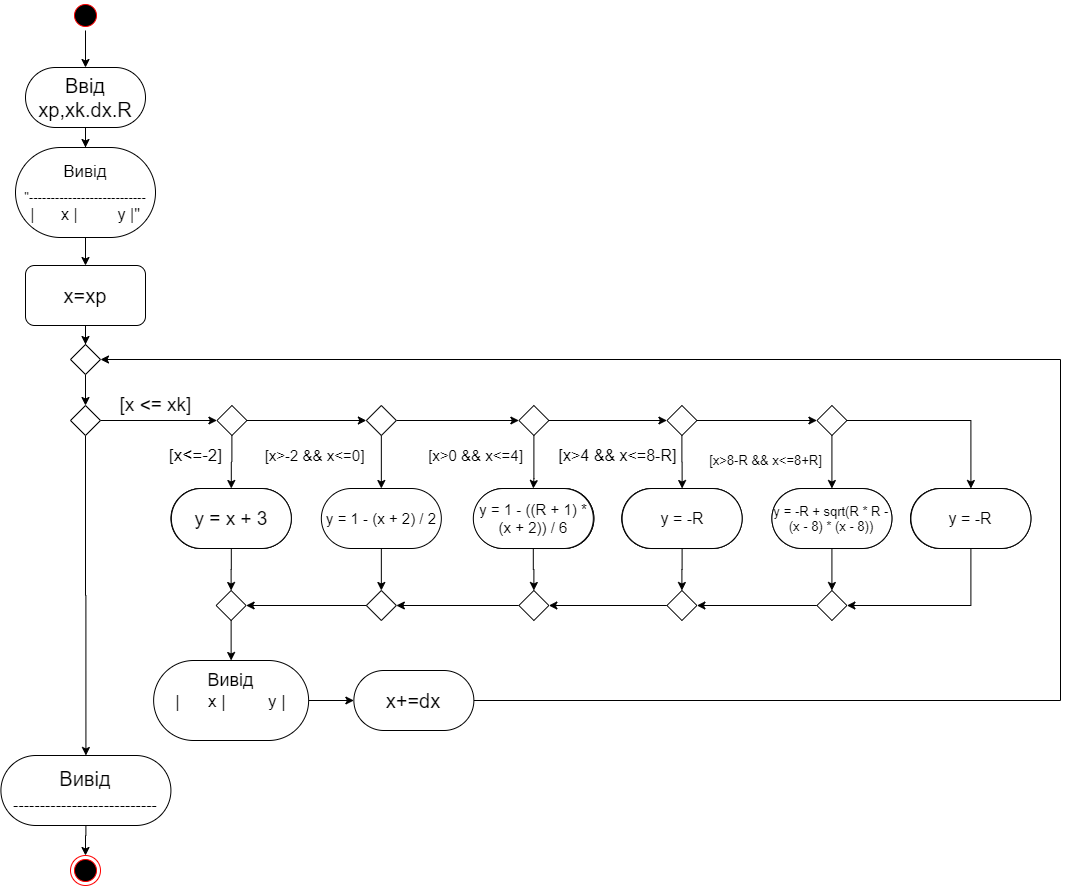 Ввід
xp,xk.dx.R
Вивід
"---------------------------
| x | y |"
x=xp
[x <= xk]
[x<=-2]
[x>-2 && x<=0]
[x>0 && x<=4]
[x>4 && x<=8-R]
[x>8-R && x<=8+R]
y = x + 3
y = 1 - (x + 2) / 2
y = 1 - ((R + 1) *
(x + 2)) / 6
y = -R
y = -R + sqrt(R * R -
(x - 8) * (x - 8))
y = -R
Вивід
| x | y |
x+=dx
Вивід
---------------------------